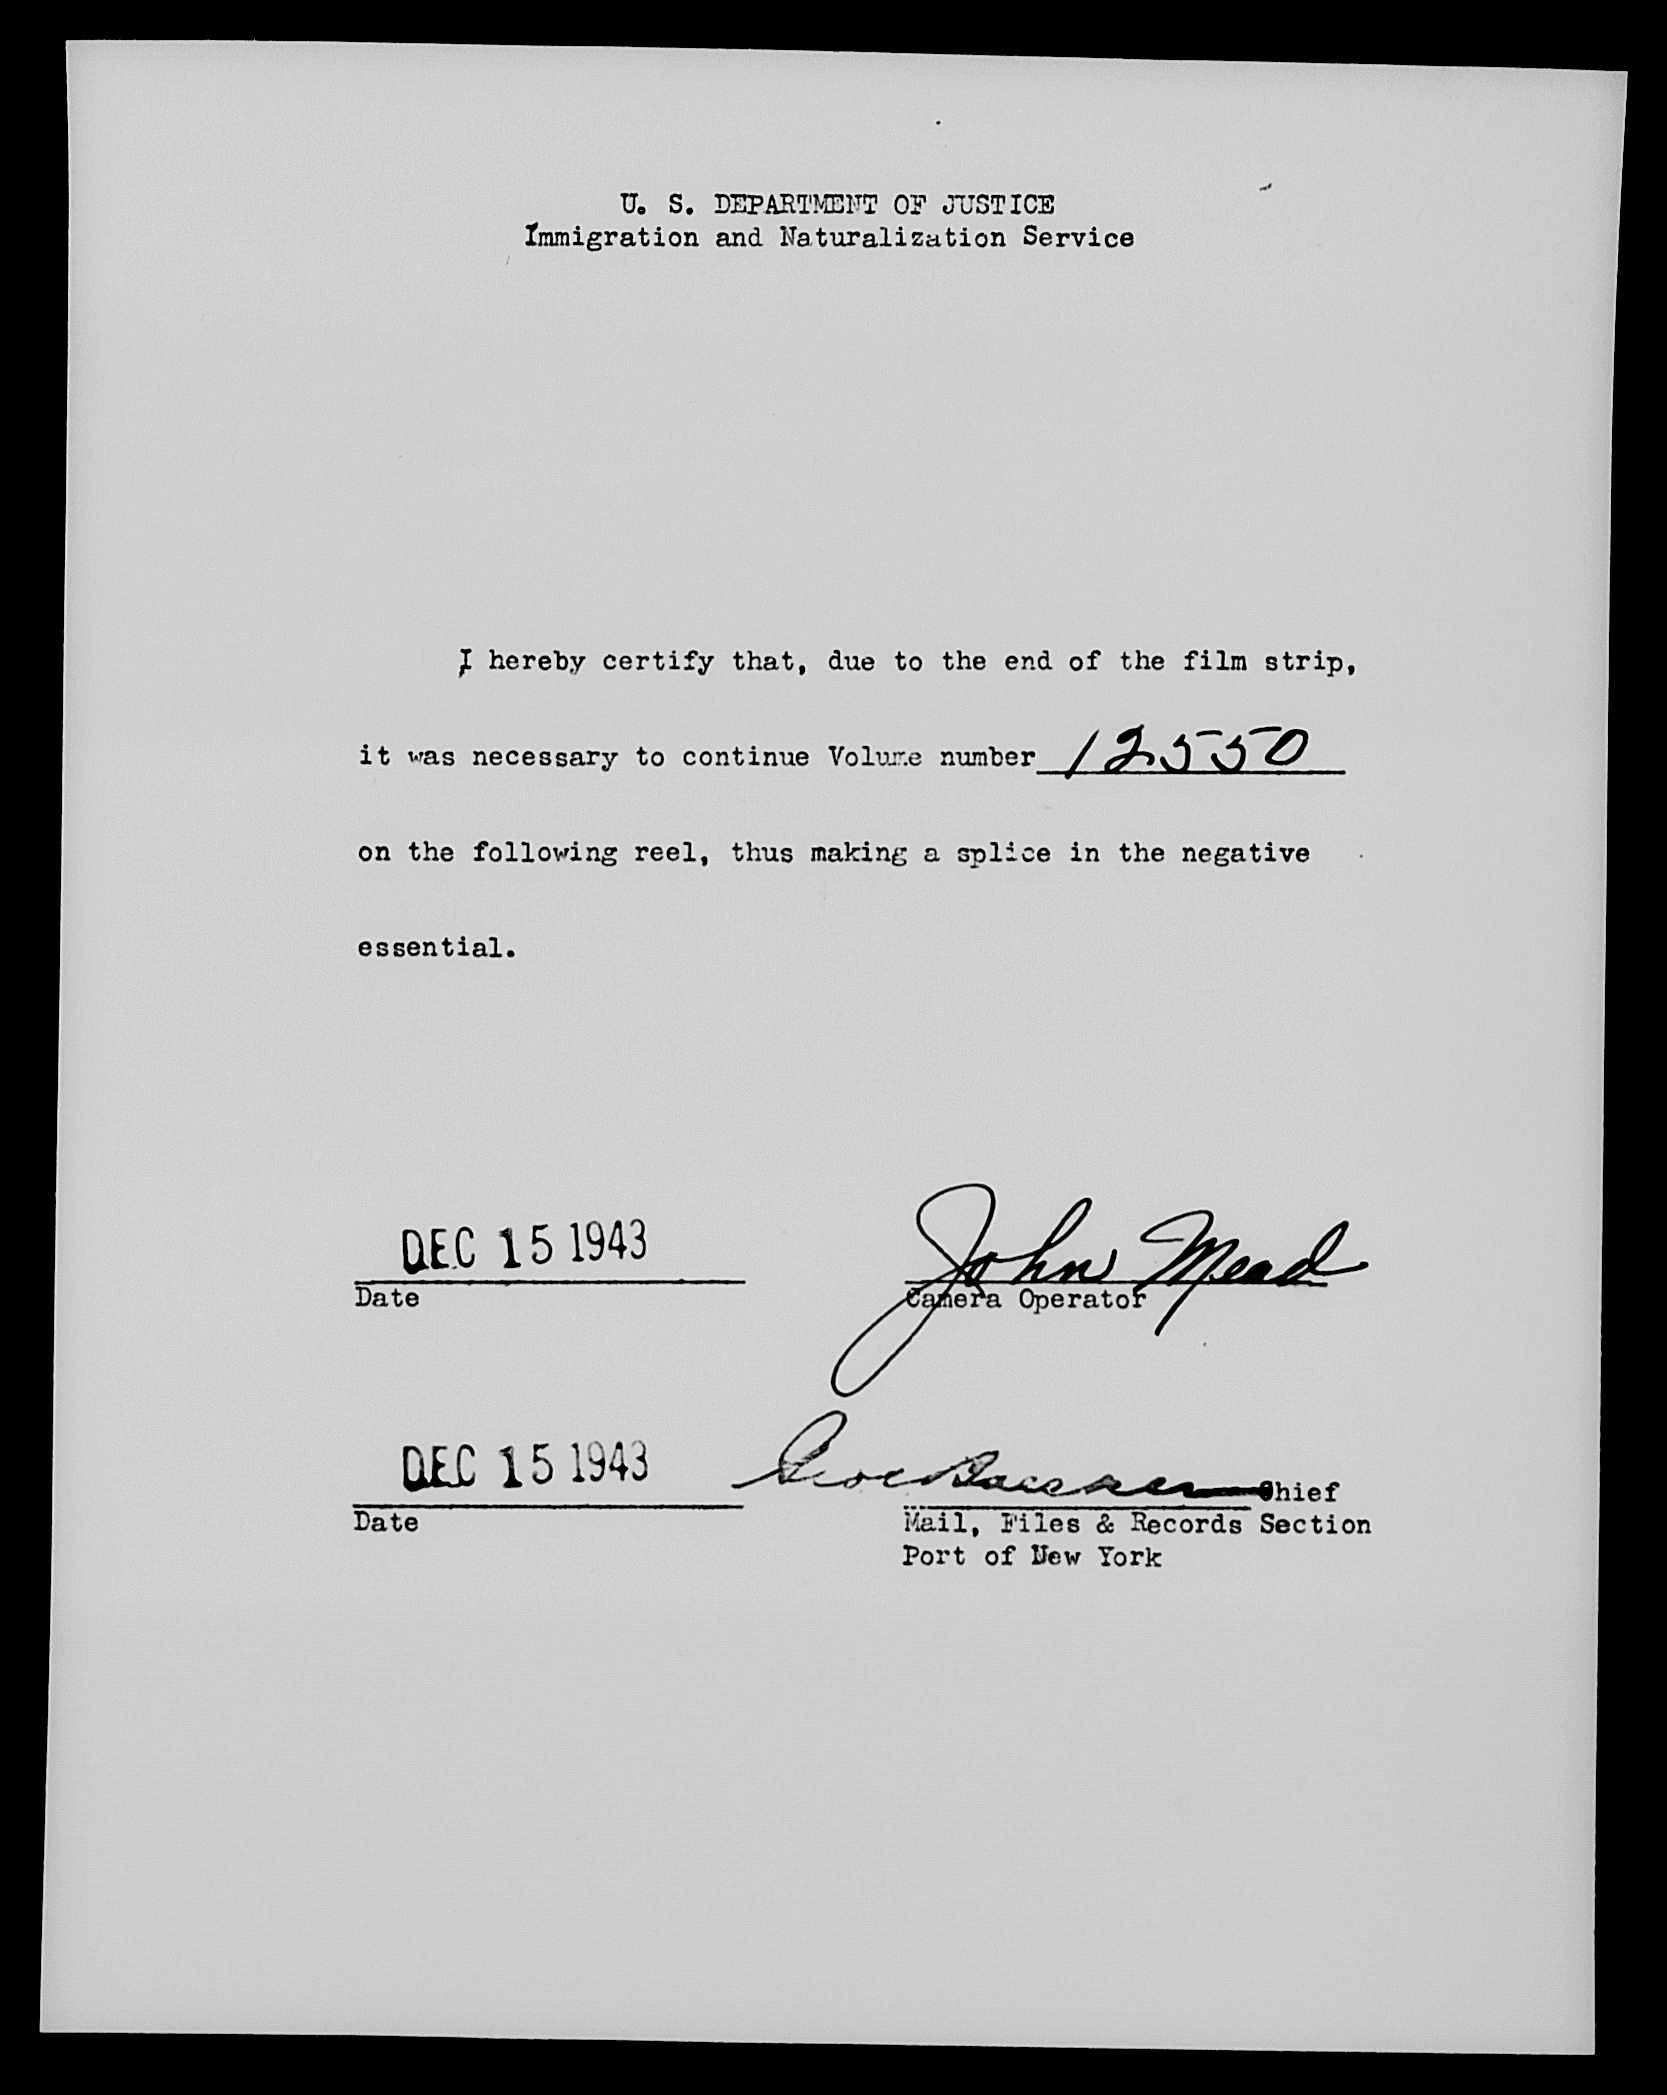 U. S. DEPARTMENT OF JUSTICE
Immigration and Naturalization Service
I hereby certify that, due to the end of the film strip,
it was necessary to continue Volume number 12550
on the following reel, thus making a splice in the negative
essential.
DEC 15 1943
John Mead
Date
Camera Operator
DEC 15 1943
Chief
Date
Mail, Files & Records Section
Port of New York